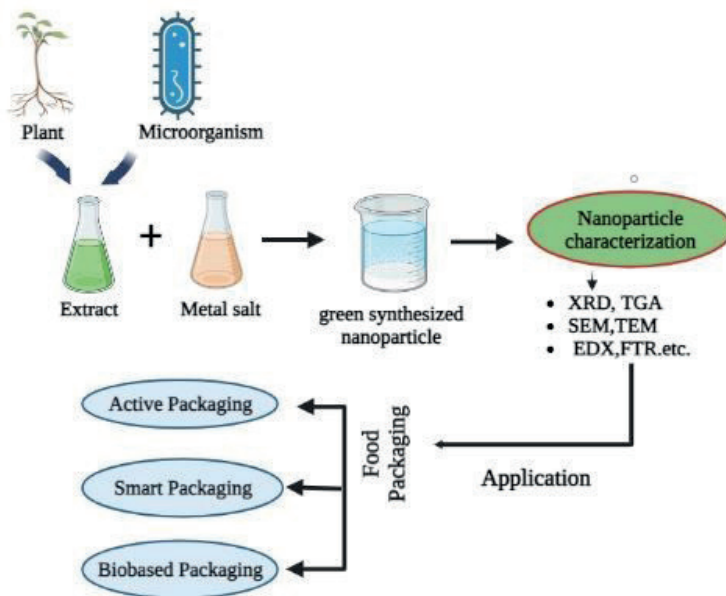 Plant
Microorganism
Extract
+
Metal salt
green synthesized
nanoparticle
Nanoparticle
characterization
• XRD, TGA
• SEM,TEM
• EDX,FTR.etc.
Application
Food
Packaging
Active Packaging
Smart Packaging
Biobased Packaging